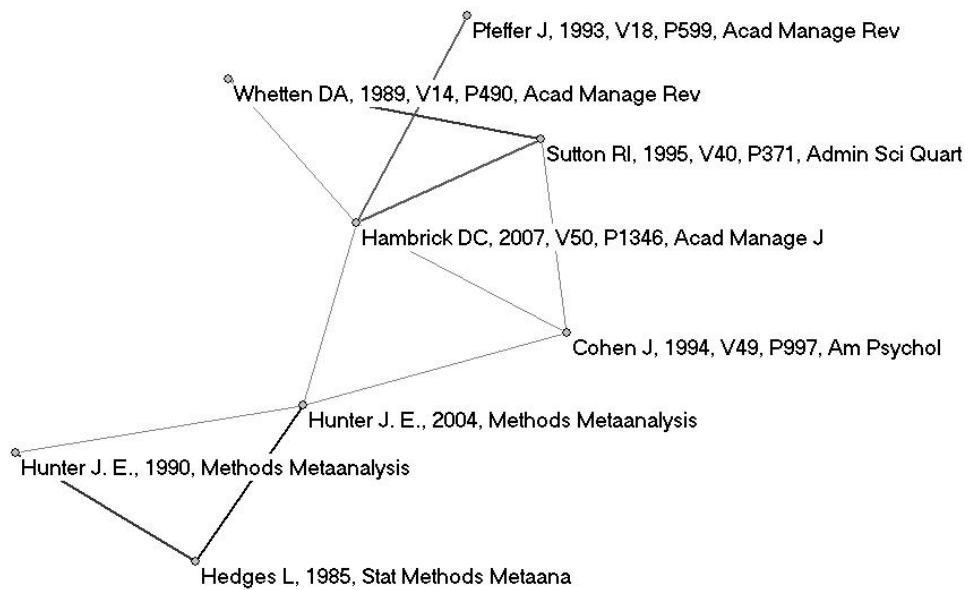 Pfeffer J, 1993, V18, P599, Acad Manage Rev
Whetten DA, 1989, V14, P490, Acad Manage Rev
Sutton RI, 1995, V40, P371, Admin Sci Quart
Hambrick DC, 2007, V50, P1346, Acad Manage J
Cohen J, 1994, V49, P997, Am Psychol
Hunter J. E., 2004, Methods Metaanalysis
Hunter J. E., 1990, Methods Metaanalysis
Hedges L, 1985, Stat Methods Metaana